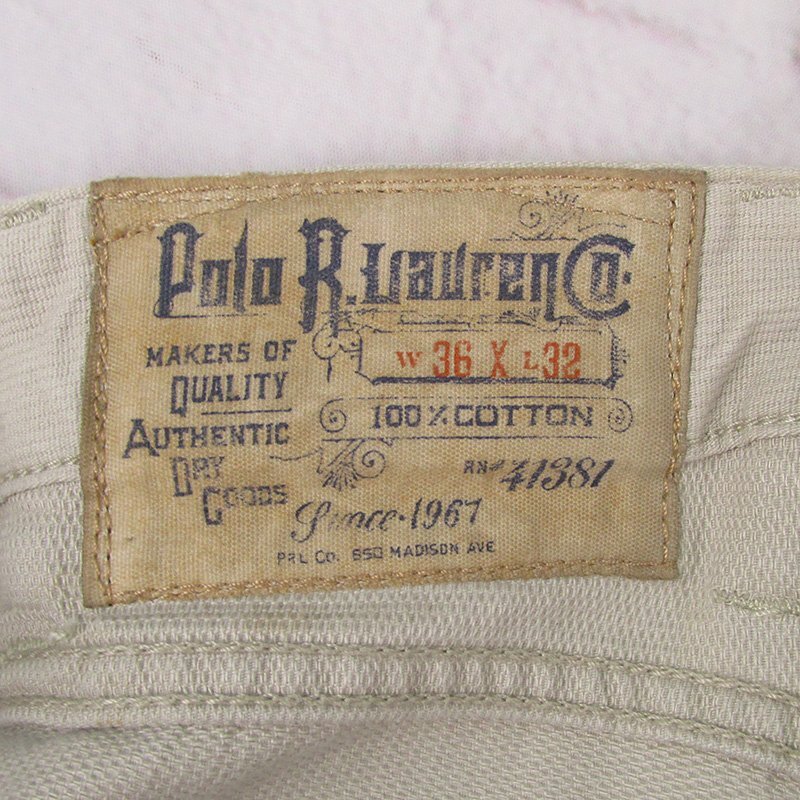 Polo R. Lauren Co.
MAKERS OF
QUALITY
AUTHENTIC
DRY
GOODS
W 36 X L 32
100% COTTON
RN# 41381
Since · 1967
PRL Co. 650 MADISON AVE